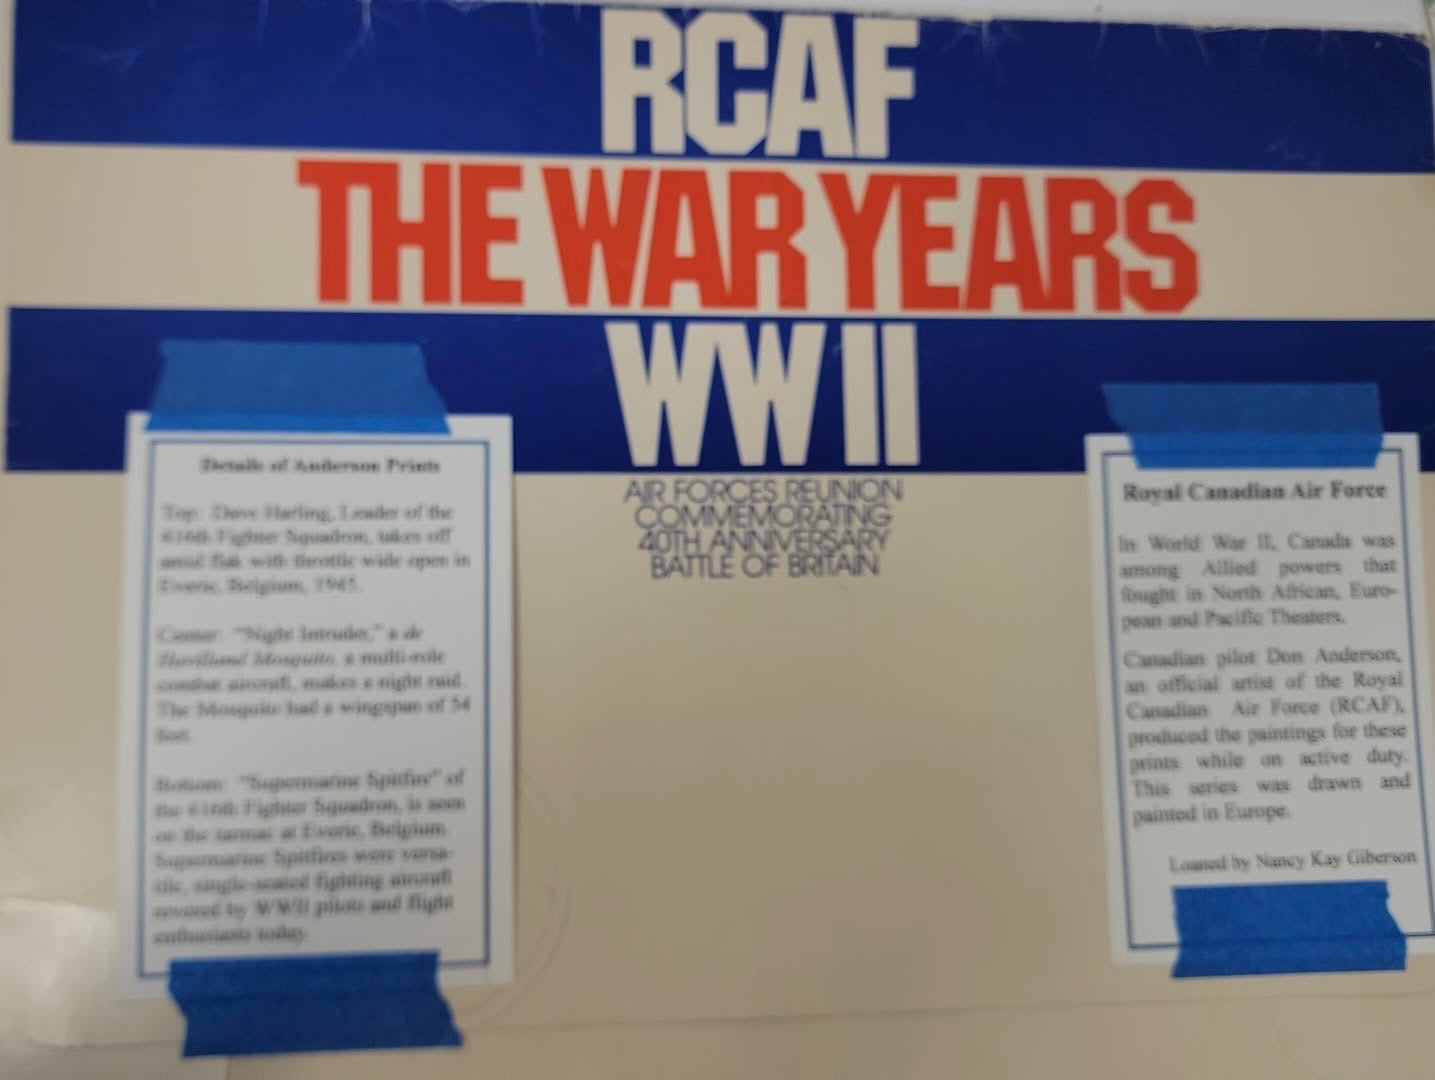 RCAF
THE WAR YEARS
WW II
AIR FORCES REUNION
COMMEMORATING
40TH ANNIVERSARY
BATTLE OF BRITAIN
Details of Anderson Prints
Top: Dave Harling, Leader of the
416th Fighter Squadron, takes off
amid flak with throttle wide open in
Everie, Belgium, 1945.
Center: "Night Intruder," a de
Havilland Mosquito, a multi-role
combat aircraft, makes a night raid.
The Mosquito had a wingspan of 54
feet.
Bottom: "Supermarine Spitfire" of
the 416th Fighter Squadron, is seen
on the tarmac at Everie, Belgium.
Supermarine Spitfires were versa-
tile, single-seated fighting aircraft
revered by WWII pilots and flight
enthusiasts today.
Royal Canadian Air Force
In World War II, Canada was
among Allied powers that
fought in North African, Euro-
pean and Pacific Theaters.
Canadian pilot Don Anderson,
an official artist of the Royal
Canadian Air Force (RCAF),
produced the paintings for these
prints while on active duty.
This series was drawn and
painted in Europe.
Loaned by Nancy Kay Giberson